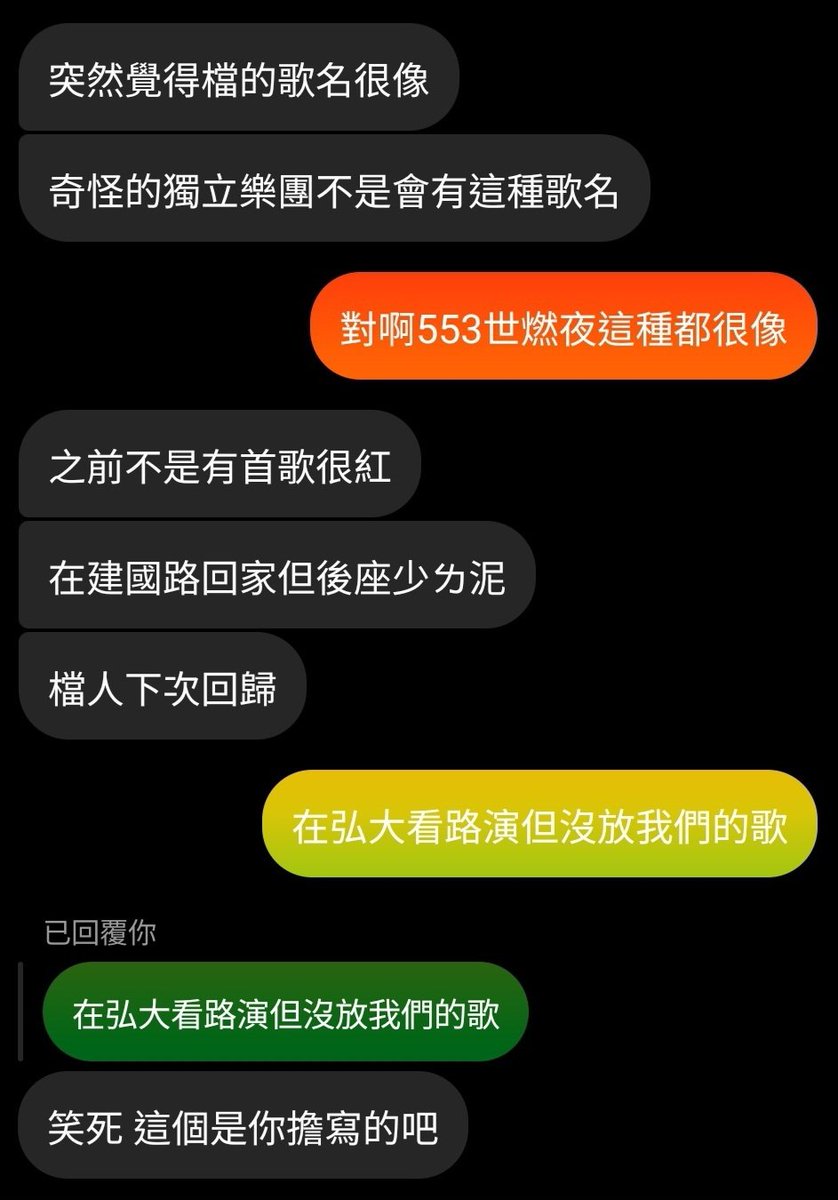 突然覺得檔的歌名很像
奇怪的獨立樂團不是會有這種歌名
對啊553世燃夜這種都很像
之前不是有首歌很紅
在建國路回家但後座少ㄌ泥
檔人下次回歸
在弘大看路演但沒放我們的歌
已回覆你
在弘大看路演但沒放我們的歌
笑死 這個是你擔寫的吧